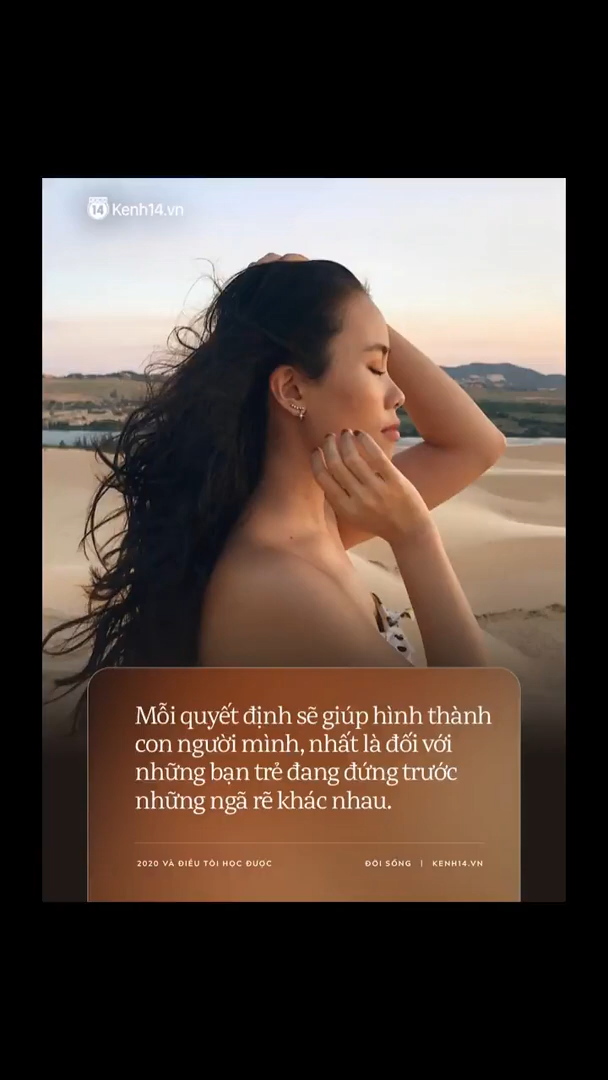 14 Kenh14.vn
Mỗi quyết định sẽ giúp hình thành
con người mình, nhất là đối với
những bạn trẻ đang đứng trước
những ngã rẽ khác nhau.
2020 VÀ ĐIỀU TÔI HỌC ĐƯỢC
ĐỜI SỐNG | KENH14.VN